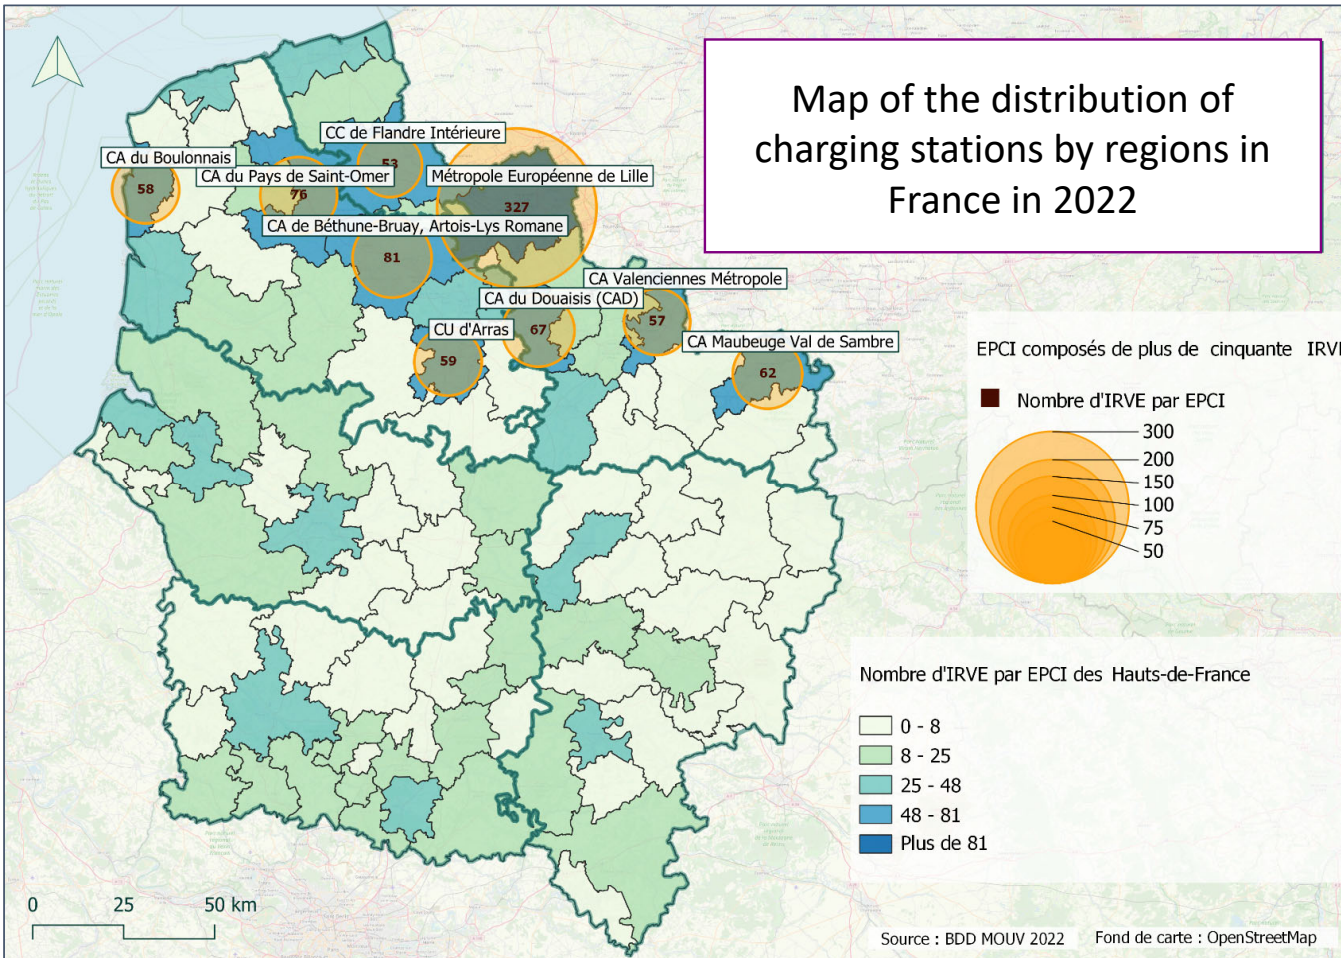 Map of the distribution of
charging stations by regions in
France in 2022
CC de Flandre Intérieure
53
CA du Boulonnais
58
CA du Pays de Saint-Omer
76
Métropole Européenne de Lille
327
CA de Béthune-Bruay, Artois-Lys Romane
81
CA Valenciennes Métropole
57
CA du Douaisis (CAD)
67
CU d'Arras
59
CA Maubeuge Val de Sambre
62
EPCI composés de plus de cinquante IRVE
Nombre d'IRVE par EPCI
300
200
150
100
75
50
Nombre d'IRVE par EPCI des Hauts-de-France
0 - 8
8 - 25
25 - 48
48 - 81
Plus de 81
0 25 50 km
Source : BDD MOUV 2022 Fond de carte : OpenStreetMap